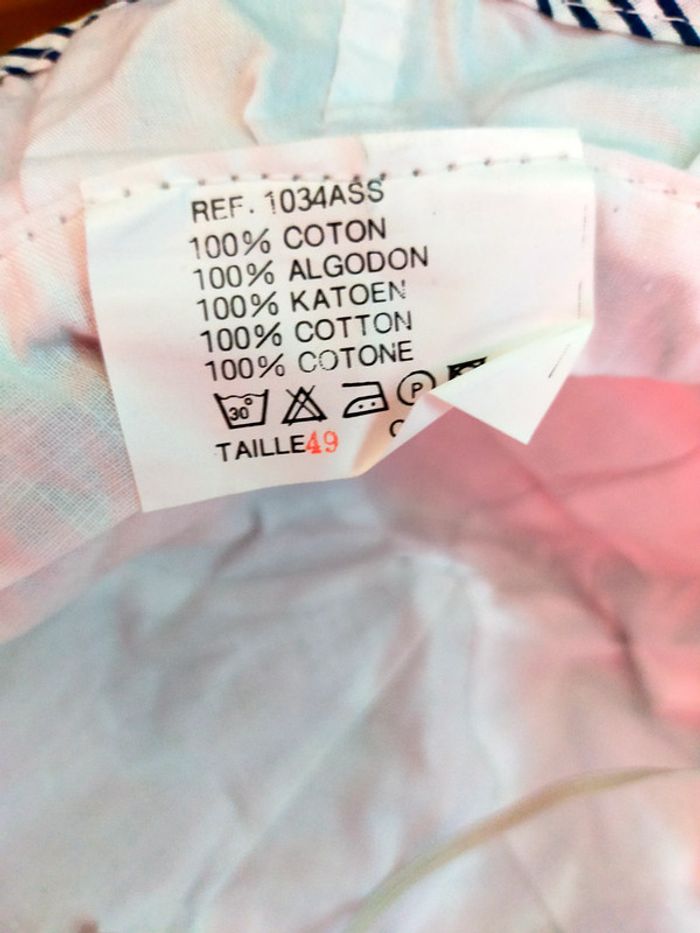 REF. 1034ASS
100% COTON
100% ALGODON
100% KATOEN
100% COTTON
100% COTONE
30°
P
TAILLE49